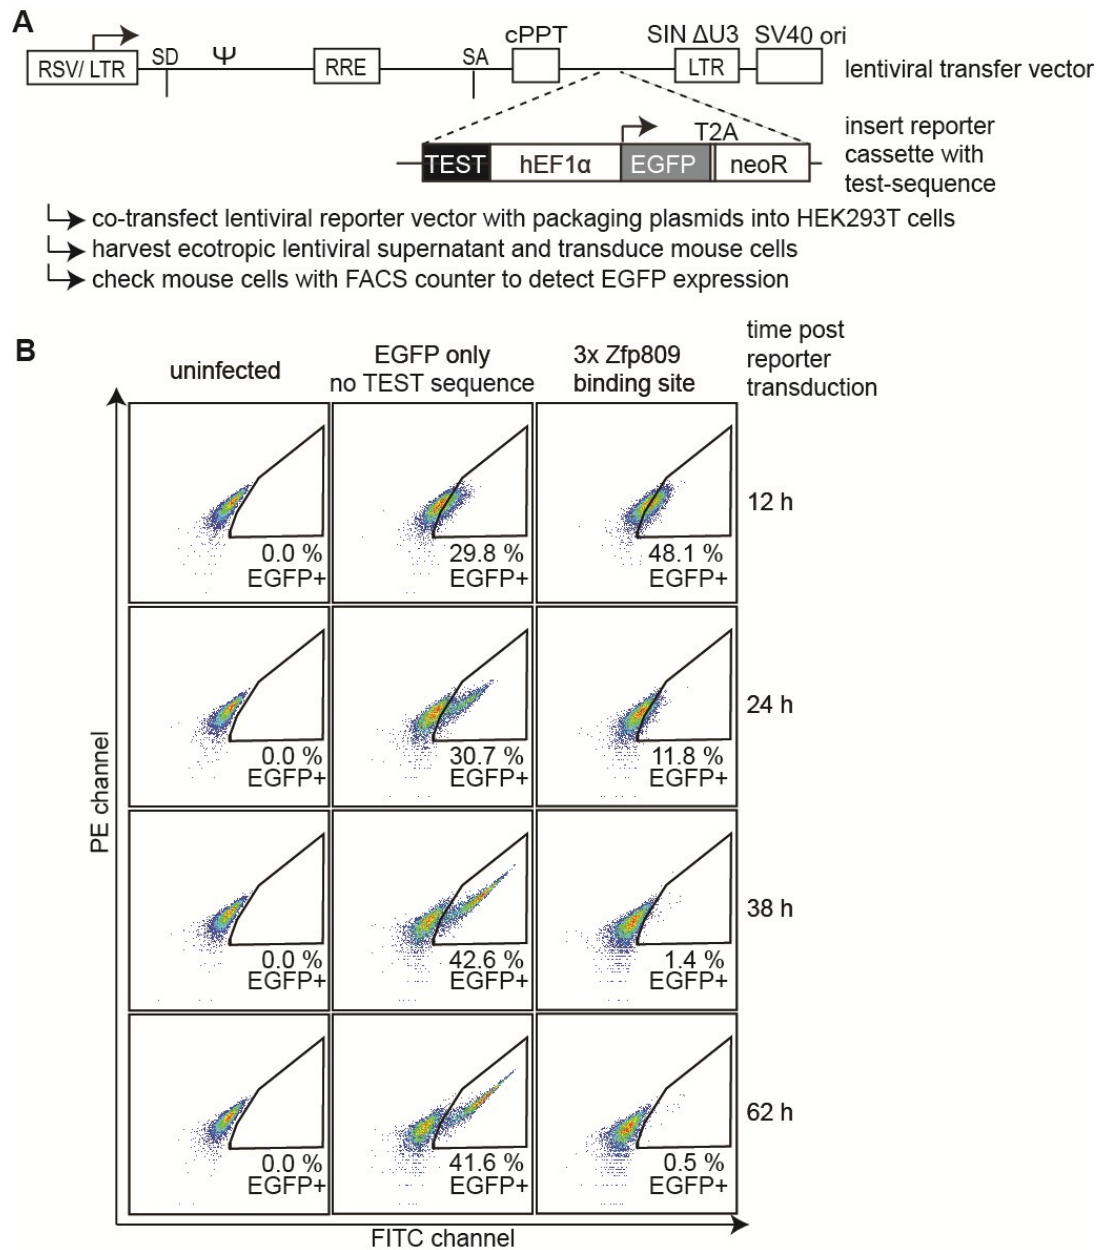 A
cPPT
SIN ΔU3
SV40 ori
SD
Ψ
SA
RSV/ LTR
RRE
LTR
lentiviral transfer vector
T2A
TEST
hEF1α
EGFP
neoR
insert reporter
cassette with
test-sequence
co-transfect lentiviral reporter vector with packaging plasmids into HEK293T cells
harvest ecotropic lentiviral supernatant and transduce mouse cells
check mouse cells with FACS counter to detect EGFP expression
B
uninfected
EGFP only
no TEST sequence
3x Zfp809
binding site
time post
reporter
transduction
0.0 %
EGFP+
29.8 %
EGFP+
48.1 %
EGFP+
12 h
0.0 %
EGFP+
30.7 %
EGFP+
11.8 %
EGFP+
24 h
0.0 %
EGFP+
42.6 %
EGFP+
1.4 %
EGFP+
38 h
0.0 %
EGFP+
41.6 %
EGFP+
0.5 %
EGFP+
62 h
PE channel
FITC channel